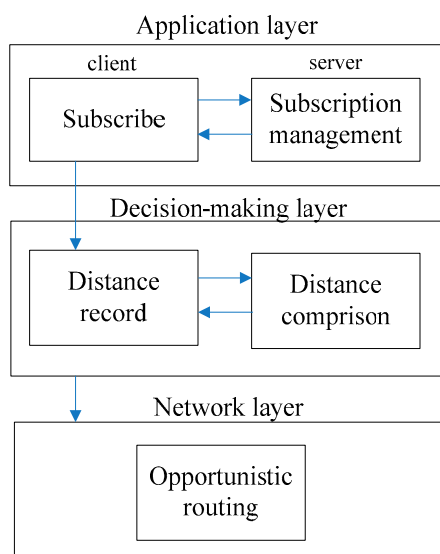 Application layer
client
server
Subscribe
Subscription
management
Decision-making layer
Distance
record
Distance
comprison
Network layer
Opportunistic
routing